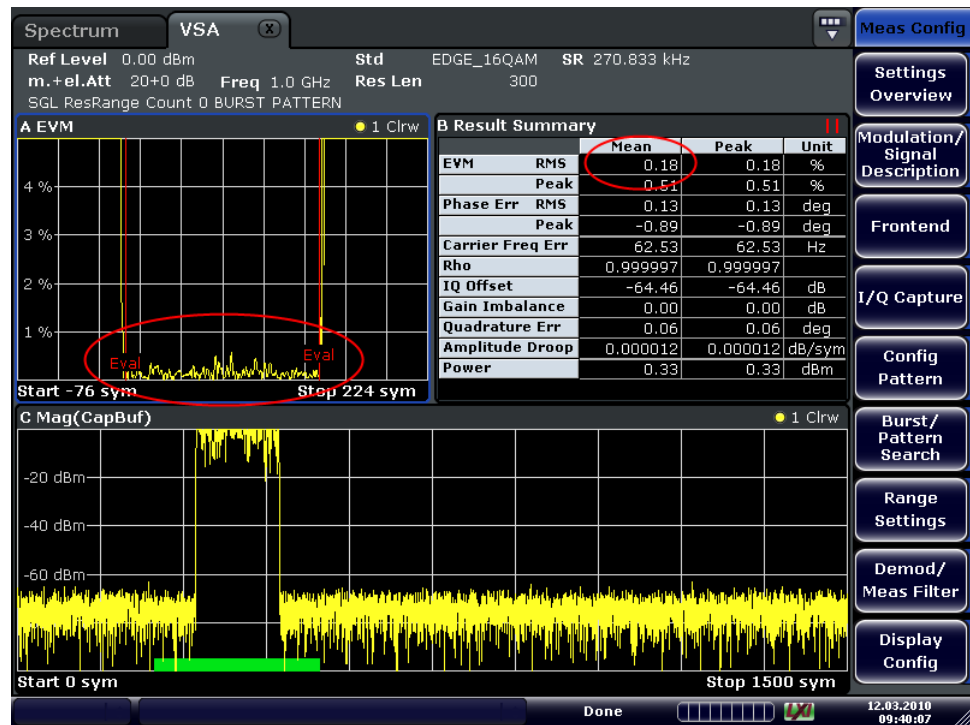 Spectrum VSA X
Meas Config
Ref Level 0.00 dBm Std EDGE_16QAM SR 270.833 kHz
m.+el.Att 20+0 dB Freq 1.0 GHz Res Len 300
SGL ResRange Count 0 BURST PATTERN
Settings Overview
A EVM 1 Clrw
4 %
3 %
2 %
1 %
Eval Eval
Start -76 sym Stop 224 sym
B Result Summary
Mean Peak Unit
EVM RMS 0.18 0.18 %
Peak 0.51 0.51 %
Phase Err RMS 0.13 0.13 deg
Peak -0.89 -0.89 deg
Carrier Freq Err 62.53 62.53 Hz
Rho 0.999997 0.999997
IQ Offset -64.46 -64.46 dB
Gain Imbalance 0.00 0.00 dB
Quadrature Err 0.06 0.06 deg
Amplitude Droop 0.000012 0.000012 dB/sym
Power 0.33 0.33 dBm
Modulation/
Signal
Description
Frontend
I/Q Capture
Config
Pattern
C Mag(CapBuf) 1 Clrw
-20 dBm
-40 dBm
-60 dBm
Start 0 sym Stop 1500 sym
Burst/
Pattern
Search
Range
Settings
Demod/
Meas Filter
Display
Config
Done LXI 12.03.2010
09:40:07